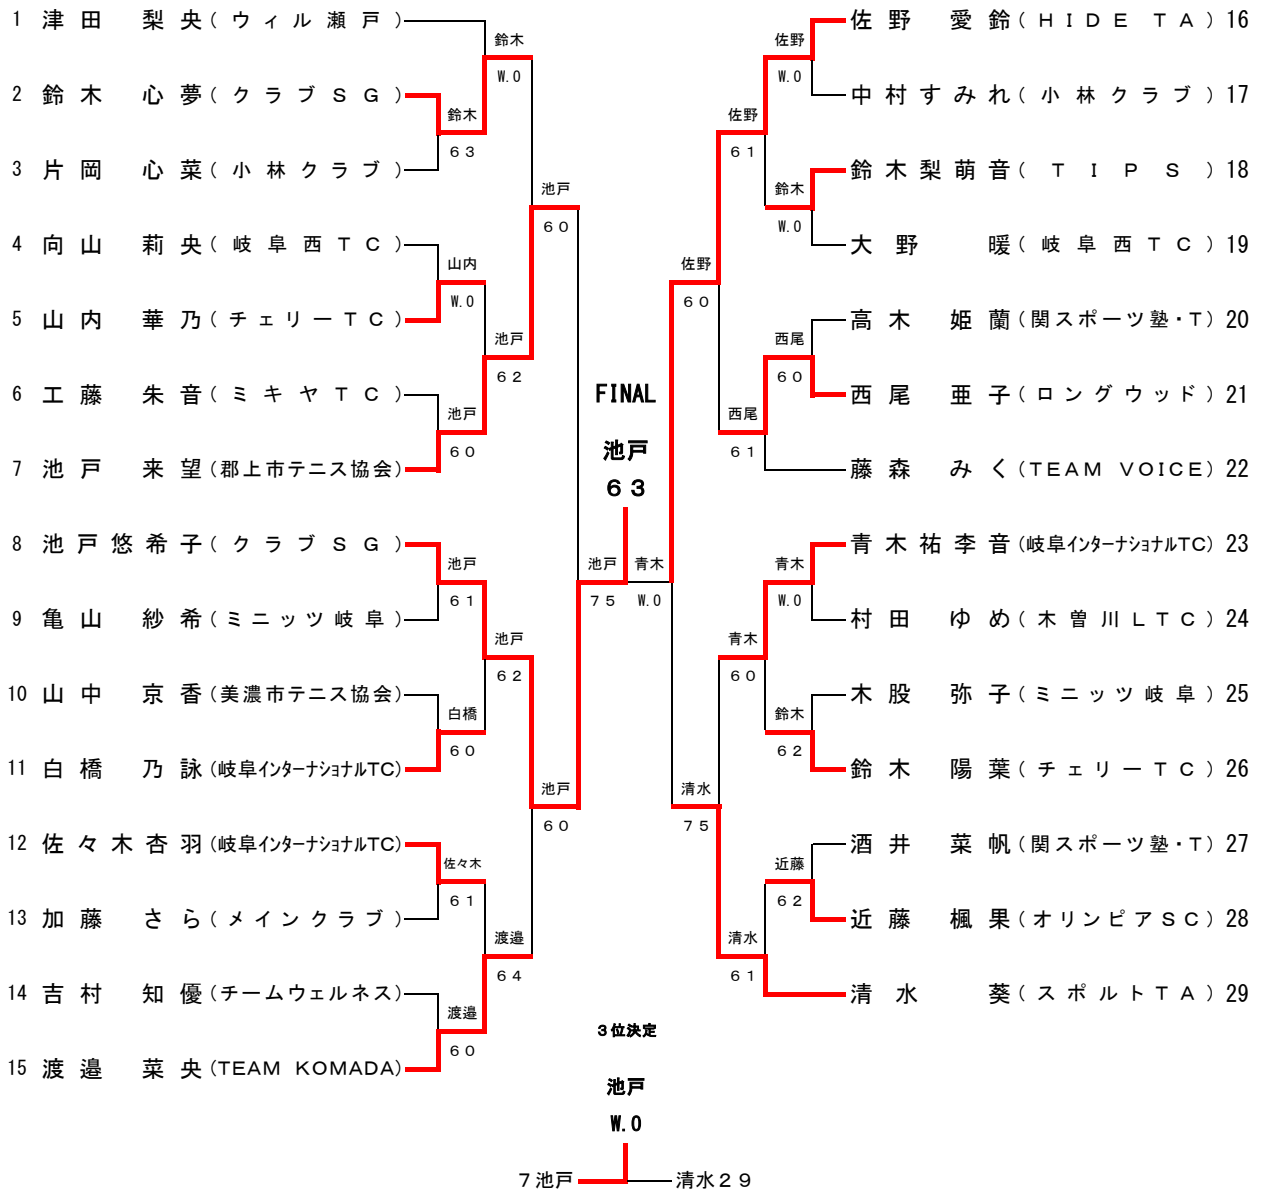 1 津田 梨央(ウィル瀬戸)
2 鈴木 心夢(クラブSG)
3 片岡 心菜(小林クラブ)
4 向山 莉央(岐阜西TC)
5 山内 華乃(チェリーTC)
6 工藤 朱音(ミキヤTC)
7 池戸 来望(郡上市テニス協会)
8 池戸悠希子(クラブSG)
9 亀山 紗希(ミニッツ岐阜)
10 山中 京香(美濃市テニス協会)
11 白橋 乃詠(岐阜インターナショナルTC)
12 佐々木杏羽(岐阜インターナショナルTC)
13 加藤 さら(メインクラブ)
14 吉村 知優(チームウェルネス)
15 渡邉 菜央(TEAM KOMADA)
鈴木
63
山内
W.0
池戸
60
池戸
61
白橋
60
佐々木
61
渡邉
60
鈴木
W.0
池戸
62
池戸
62
渡邉
64
池戸
60
池戸
60
池戸
75
FINAL
池戸
63
青木
W.0
佐野
60
清水
75
佐野
61
西尾
61
青木
60
清水
61
佐野
W.0
鈴木
W.0
西尾
60
青木
W.0
鈴木
62
近藤
62
佐野愛鈴(HIDE TA) 16
中村すみれ(小林クラブ) 17
鈴木梨萌音(TIPS) 18
大野 暖(岐阜西TC) 19
高木 姫蘭(関スポーツ塾・T) 20
西尾 亜子(ロングウッド) 21
藤森 みく(TEAM VOICE) 22
青木祐李音(岐阜インターナショナルTC) 23
村田 ゆめ(木曽川LTC) 24
木股 弥子(ミニッツ岐阜) 25
鈴木 陽葉(チェリーTC) 26
酒井 菜帆(関スポーツ塾・T) 27
近藤 楓果(オリンピアSC) 28
清水 葵(スポルトTA) 29
3位決定
池戸
W.0
7池戸 清水29